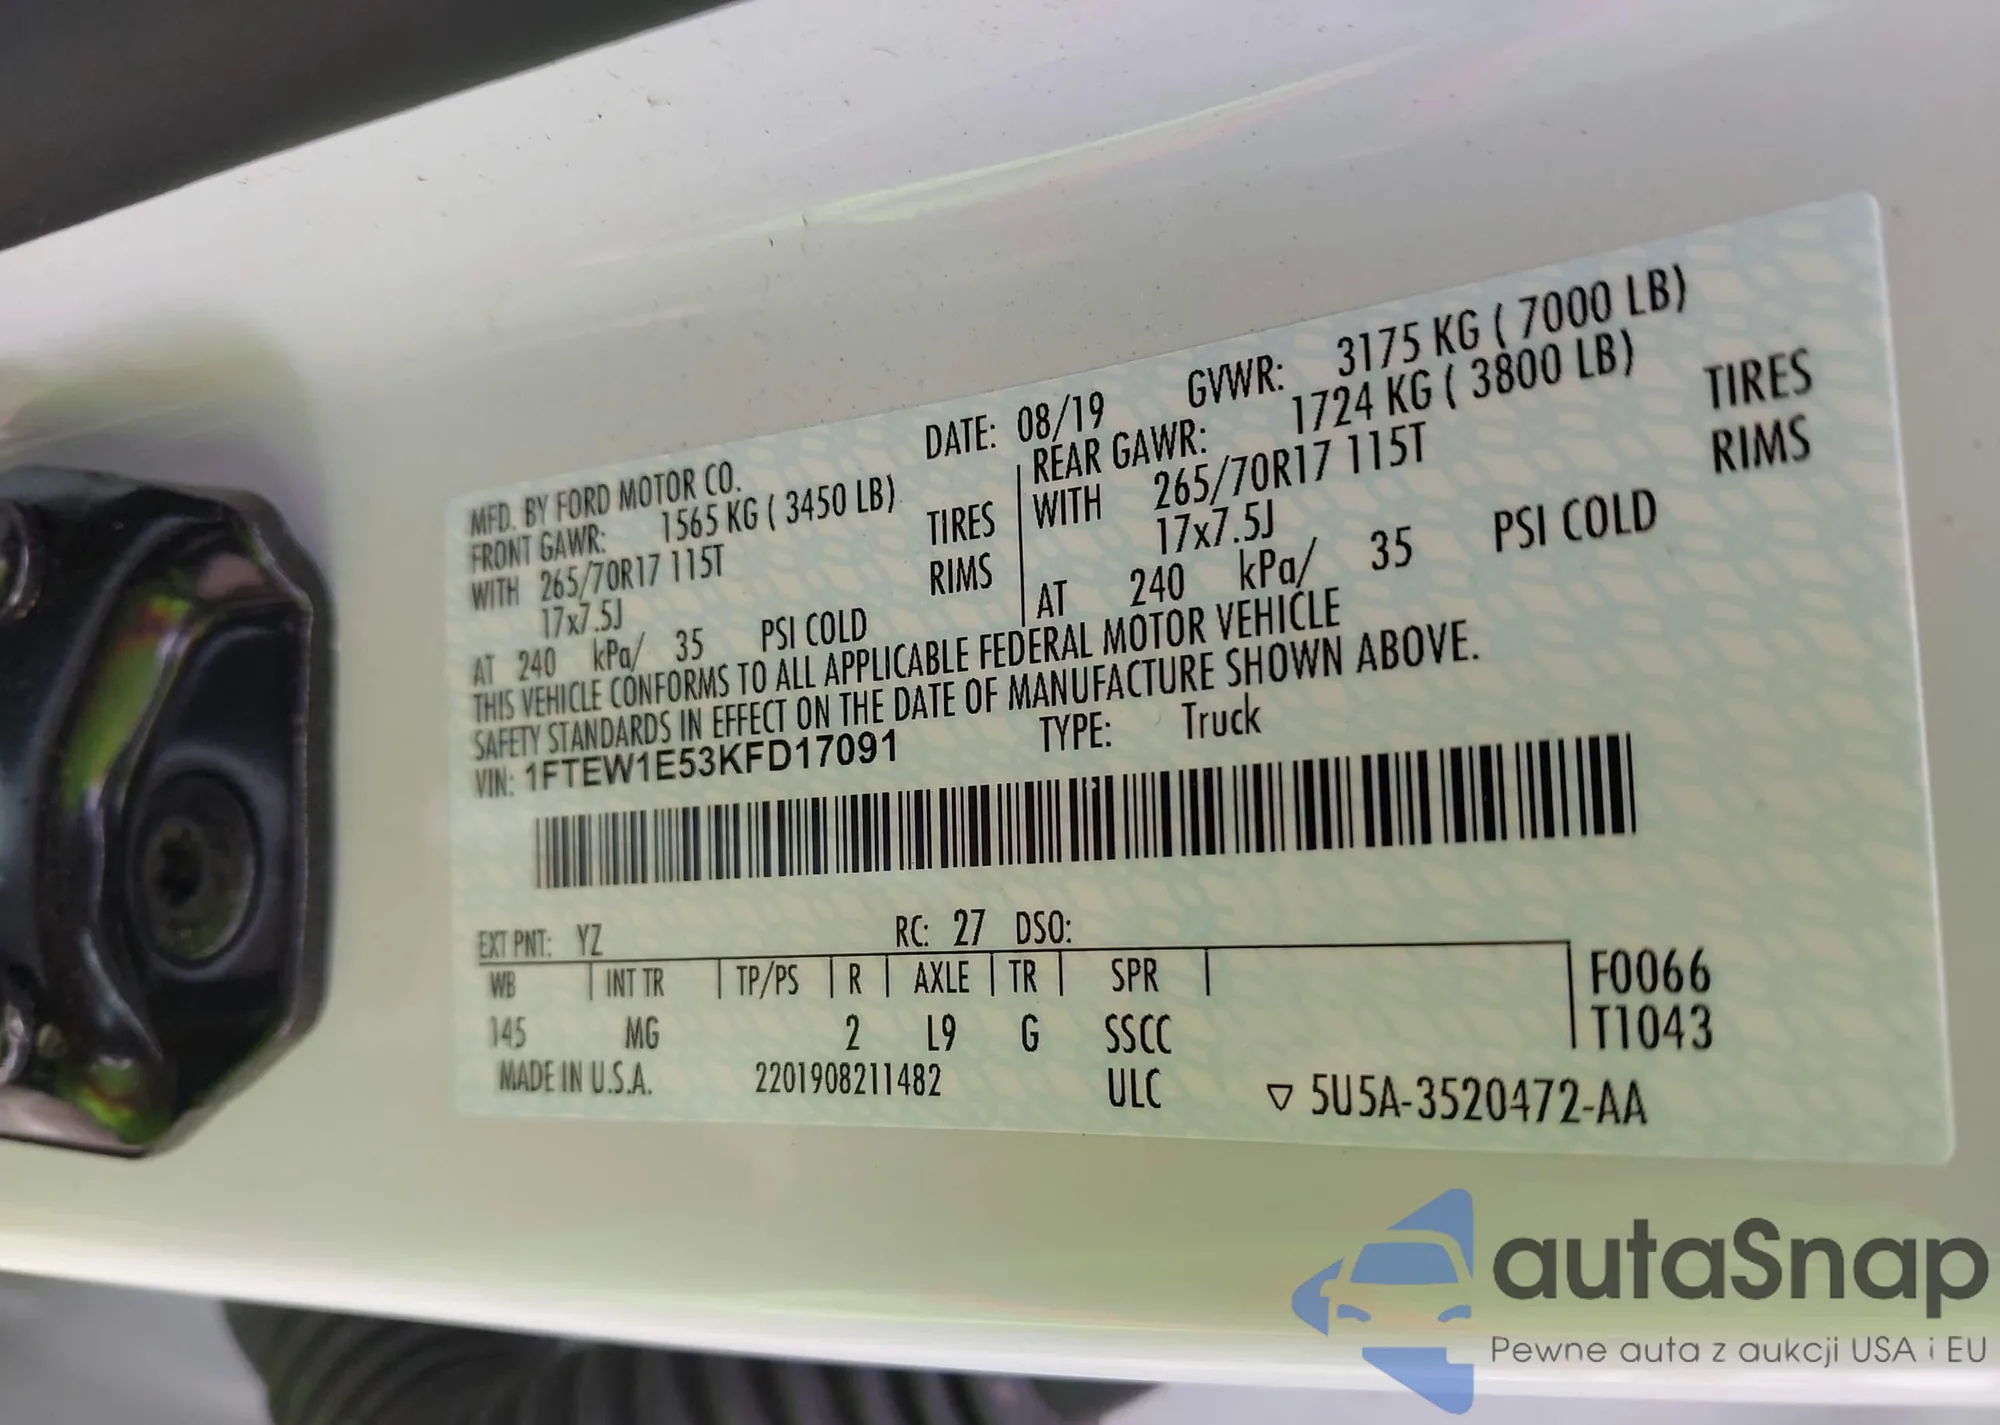 MFD. BY FORD MOTOR CO.
DATE: 08/19 GVWR: 3175 KG ( 7000 LB)
FRONT GAWR: 1565 KG ( 3450 LB)
WITH 265/70R17 115T TIRES
17x7.5J RIMS
AT 240 kPa/ 35 PSI COLD
REAR GAWR: 1724 KG ( 3800 LB)
WITH 265/70R17 115T TIRES
17x7.5J RIMS
AT 240 kPa/ 35 PSI COLD
THIS VEHICLE CONFORMS TO ALL APPLICABLE FEDERAL MOTOR VEHICLE
SAFETY STANDARDS IN EFFECT ON THE DATE OF MANUFACTURE SHOWN ABOVE.
VIN: 1FTEW1E53KFD17091 TYPE: Truck
EXT PNT: YZ RC: 27 DSO:
WB INT TR TP/PS R AXLE TR SPR F0066
145 MG 2 L9 G SSCC T1043
MADE IN U.S.A. 2201908211482 ULC ▽ 5U5A-3520472-AA
autaSnap
Pewne auta z aukcji USA i EU